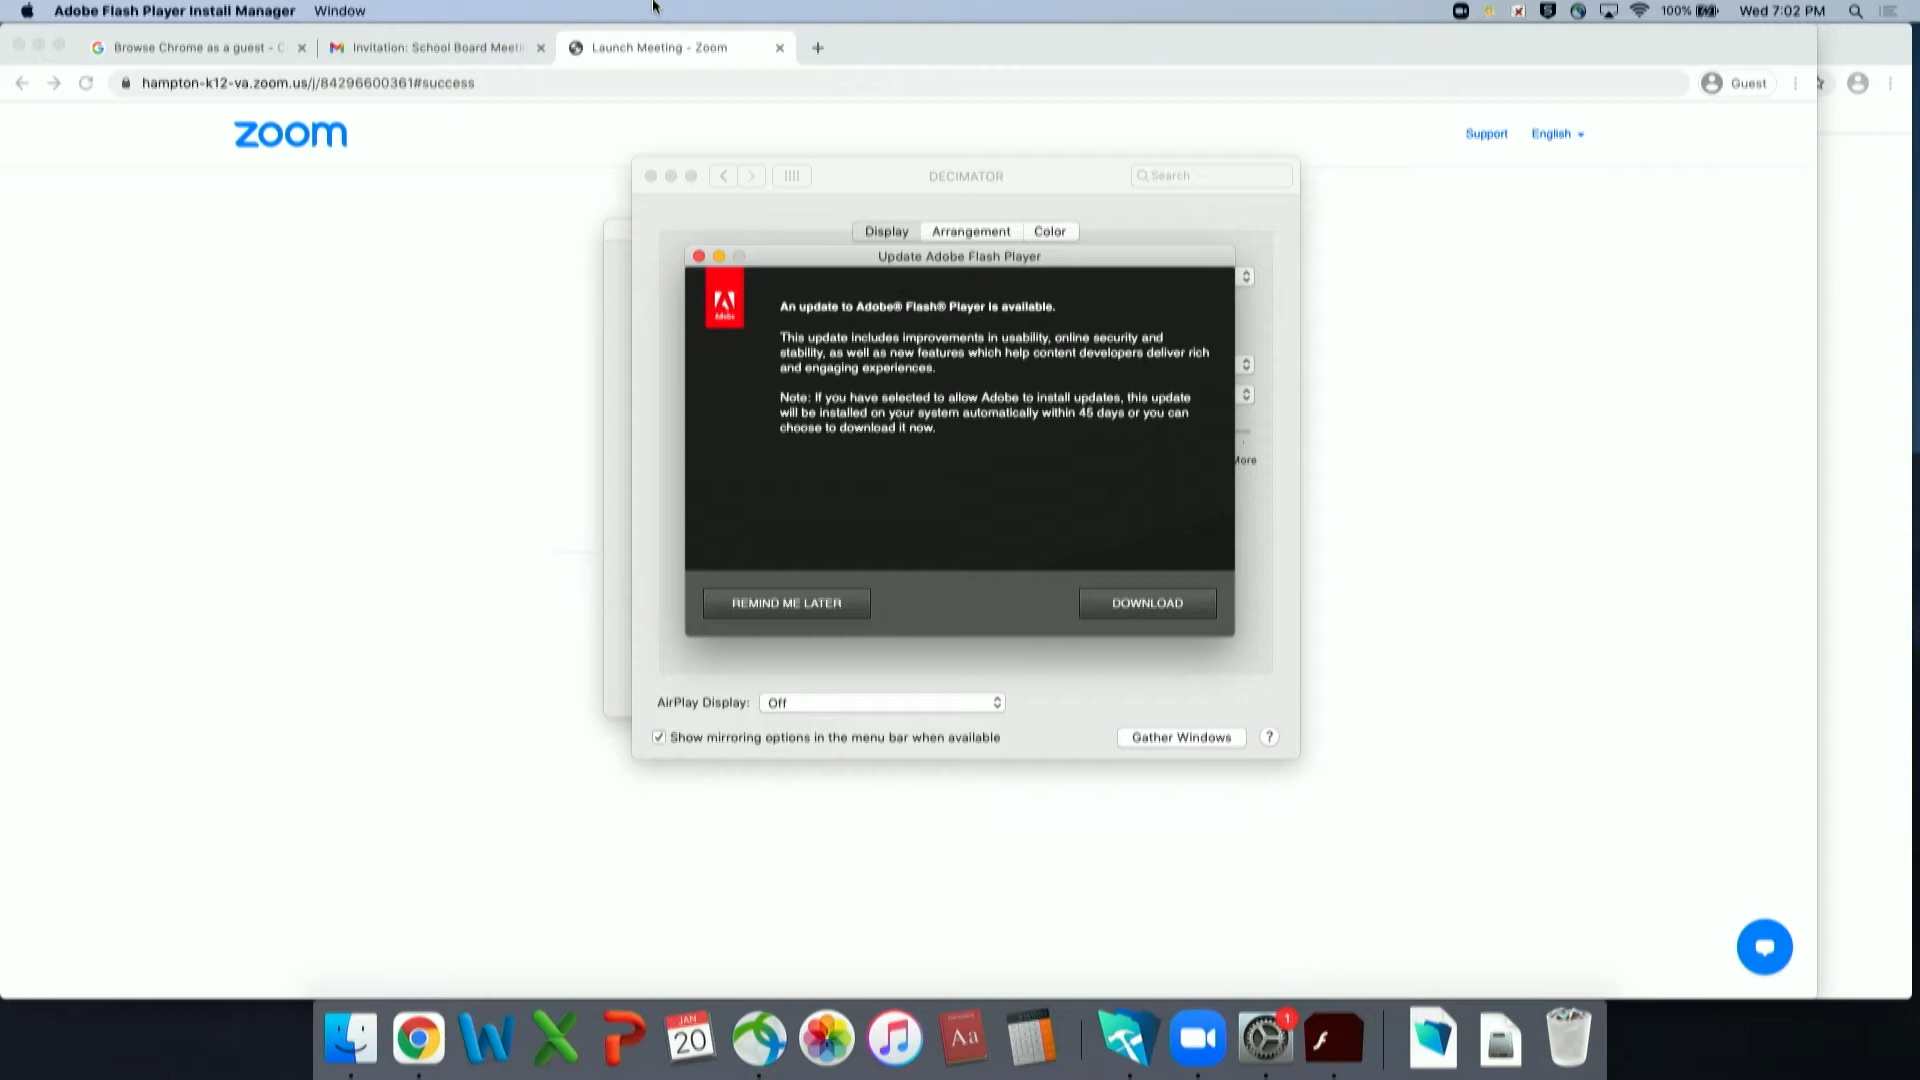 Adobe Flash Player Install Manager Window
100% Wed 7:02 PM
Browse Chrome as a guest - C
Invitation: School Board Meeti
Launch Meeting - Zoom
hampton-k12-va.zoom.us/j/84296600361#success
Guest
zoom
Support English
DECIMATOR
Search
Display Arrangement Color
Update Adobe Flash Player
Adobe
An update to Adobe® Flash® Player is available.
This update includes improvements in usability, online security and
stability, as well as new features which help content developers deliver rich
and engaging experiences.
Note: If you have selected to allow Adobe to install updates, this update
will be installed on your system automatically within 45 days or you can
choose to download it now.
More
REMIND ME LATER
DOWNLOAD
AirPlay Display: Off
Show mirroring options in the menu bar when available
Gather Windows
?
JAN
20
Aa
1